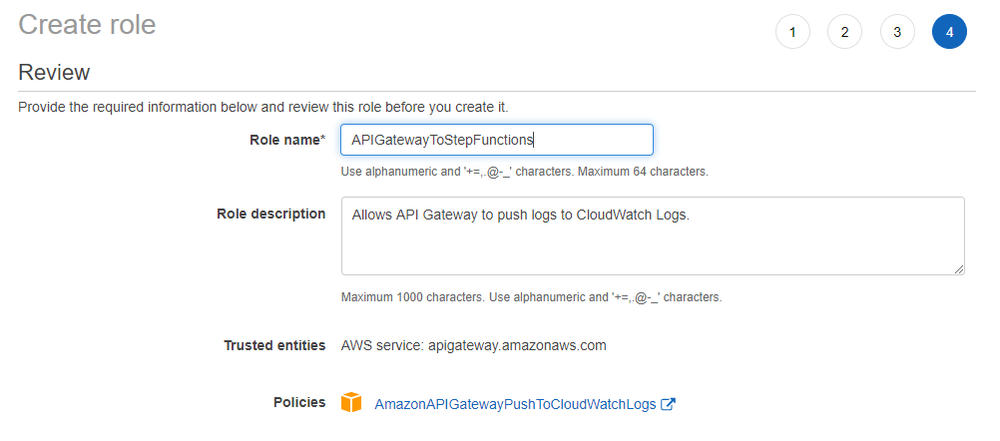 Create role
1 2 3 4
Review
Provide the required information below and review this role before you create it.
Role name* APIGatewayToStepFunctions
Use alphanumeric and '+=,.@-_' characters. Maximum 64 characters.
Role description Allows API Gateway to push logs to CloudWatch Logs.
Maximum 1000 characters. Use alphanumeric and '+=,.@-_' characters.
Trusted entities AWS service: apigateway.amazonaws.com
Policies AmazonAPIGatewayPushToCloudWatchLogs